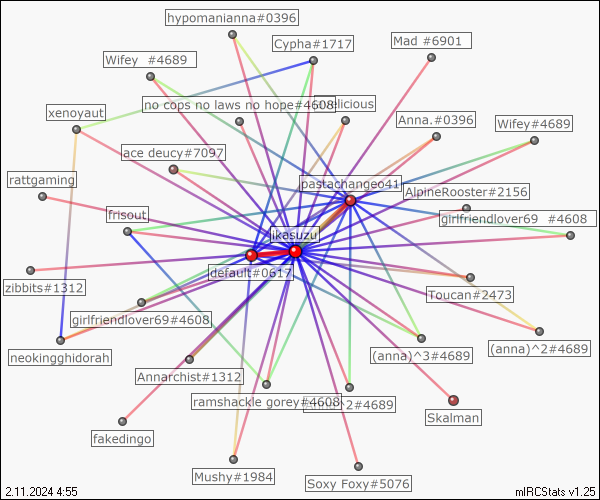 hypomanianna#0396
Cypha#1717
Mad #6901
Wifey #4689
no cops no laws no hope#4608
elicious
xenoyaut
Anna.#0396
Wifey#4689
ace deucy#7097
rattgaming
pastachangeo41
AlpineRooster#2156
frisout
girlfriendlover69 #4608
likesuzu
default#0617
zibbits#1312
Toucan#2473
girlfriendlover69#4608
neokingghidorah
(anna)^3#4689
(anna)^2#4689
Annarchist#1312
ramshackle gorey#4608
^2#4689
Skalman
fakedingo
Mushy#1984
Soxy Foxy#5076
2.11.2024 4:55
mIRCStats v1.25